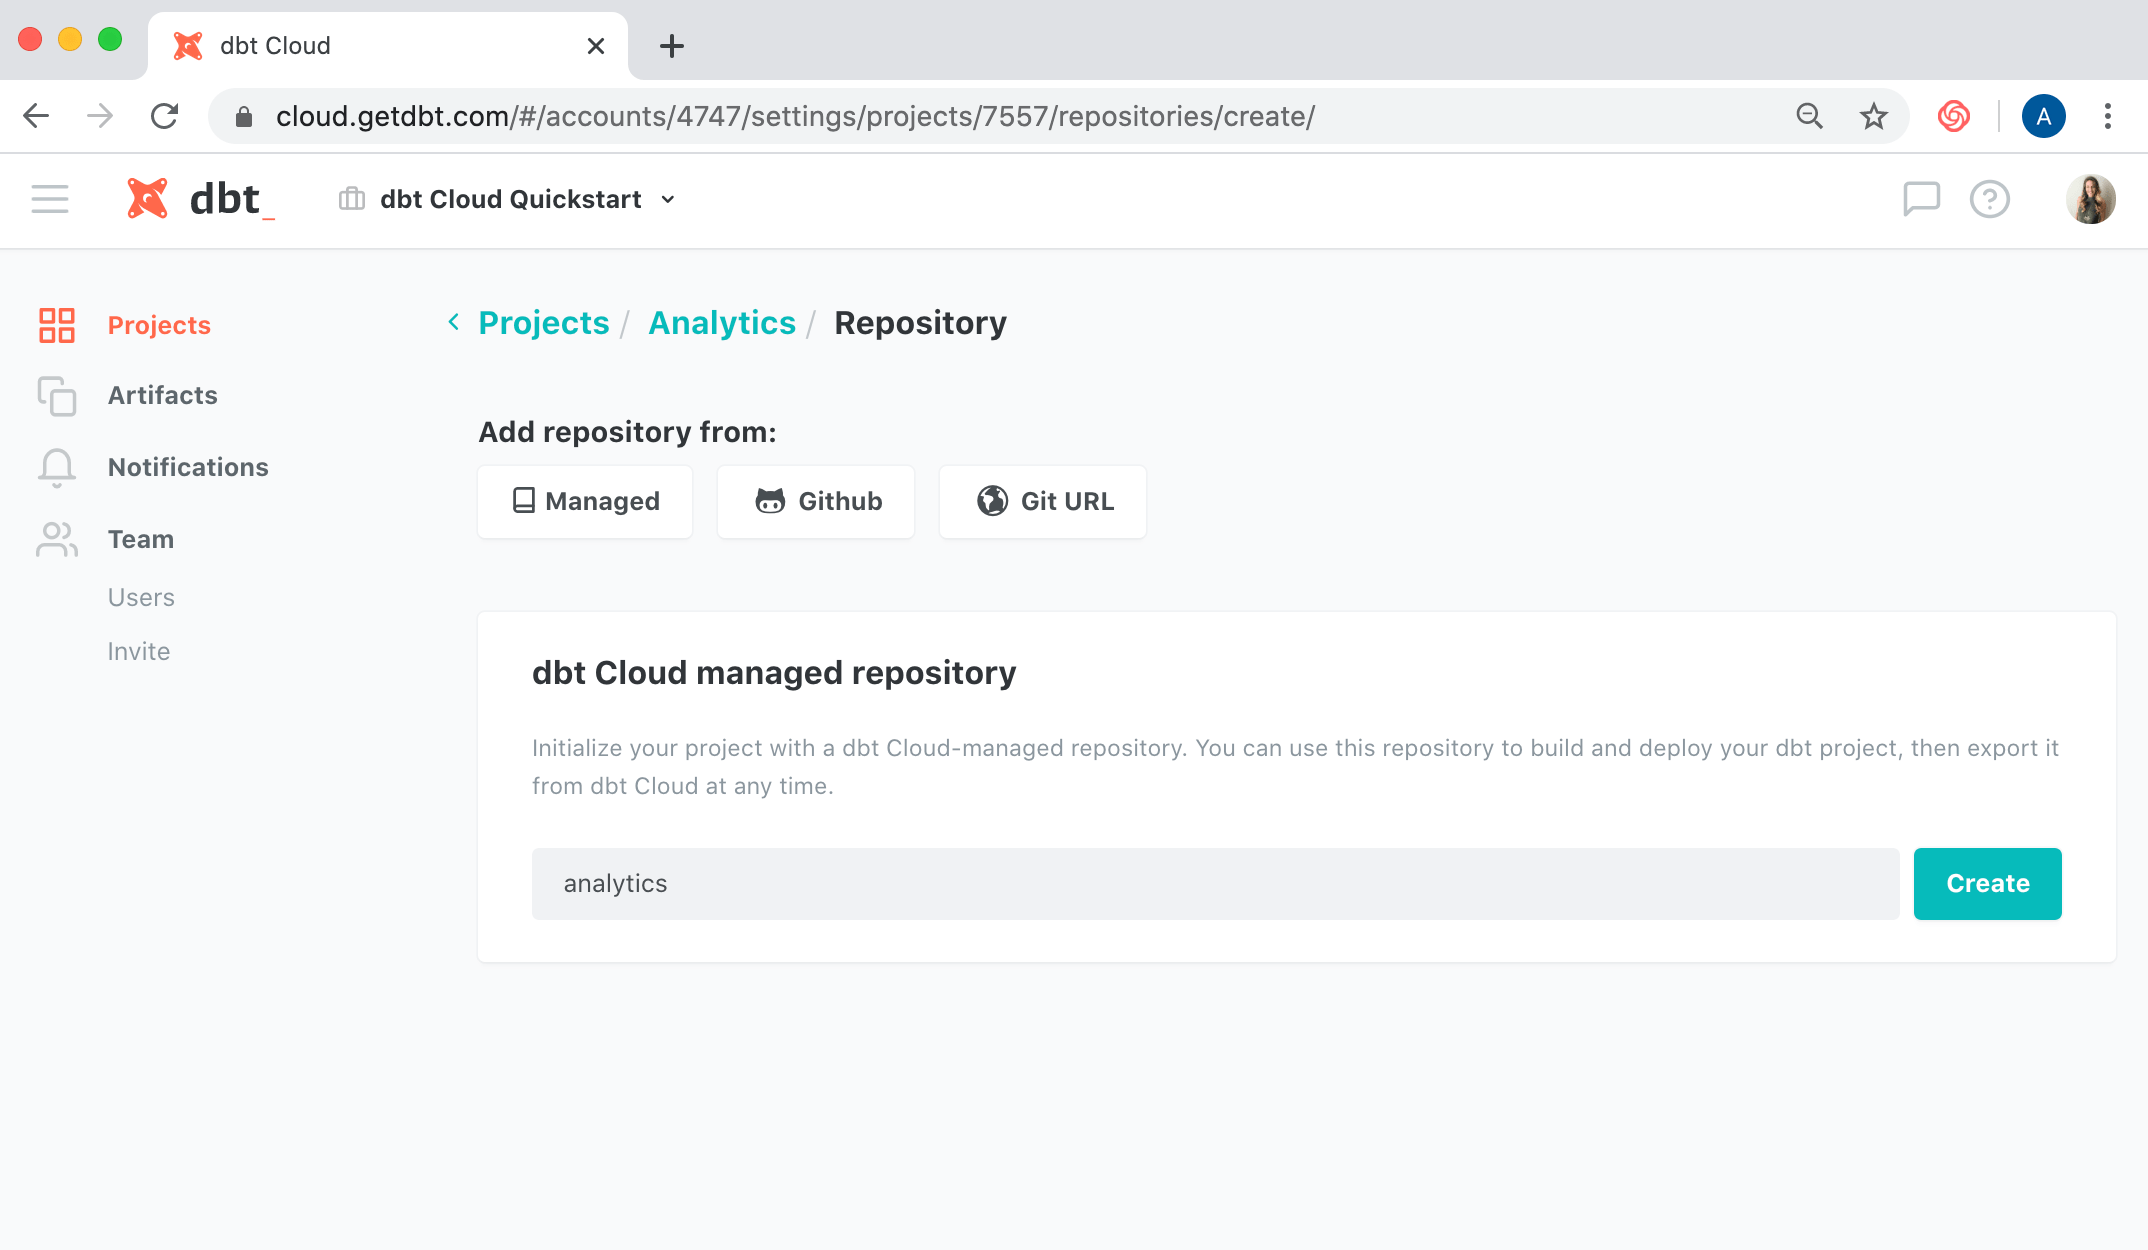 dbt Cloud
cloud.getdbt.com/#/accounts/4747/settings/projects/7557/repositories/create/
A
dbt_
dbt Cloud Quickstart
Projects
Artifacts
Notifications
Team
Users
Invite
Projects / Analytics / Repository
Add repository from:
Managed
Github
Git URL
dbt Cloud managed repository
Initialize your project with a dbt Cloud-managed repository. You can use this repository to build and deploy your dbt project, then export it
from dbt Cloud at any time.
analytics
Create